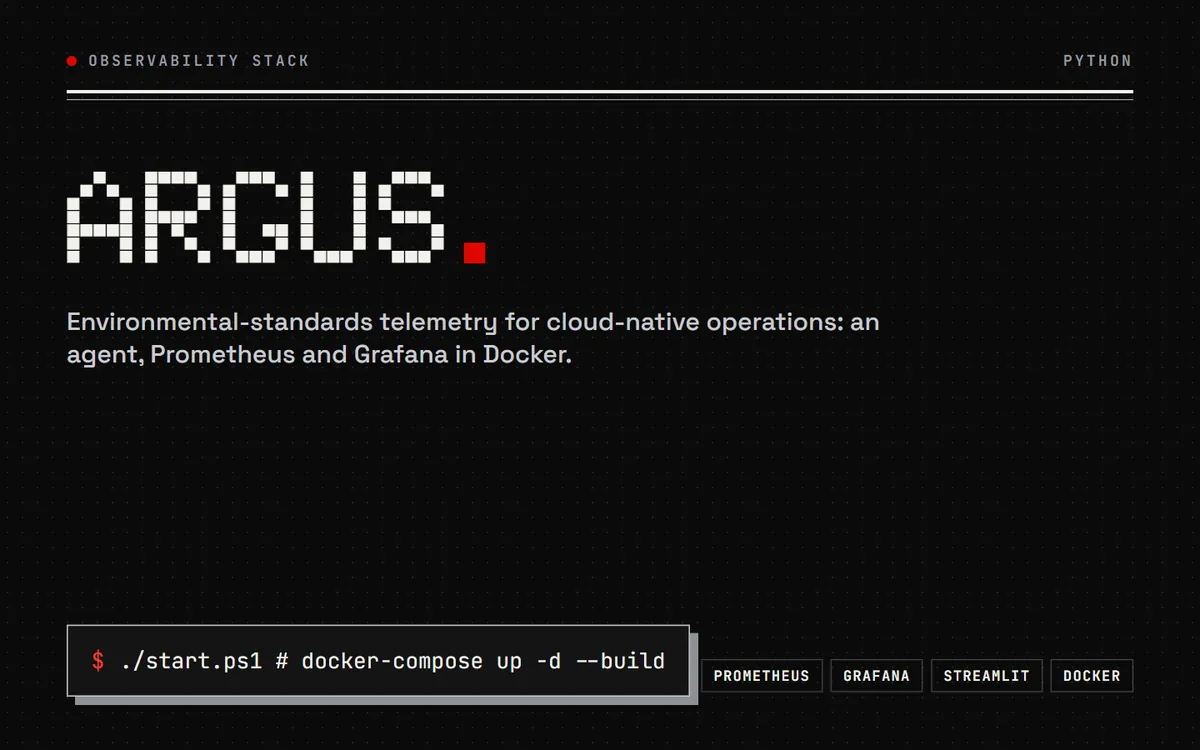 OBSERVABILITY STACK
PYTHON
ARGUS.
Environmental-standards telemetry for cloud-native operations: an
agent, Prometheus and Grafana in Docker.
$ ./start.ps1 # docker-compose up -d --build
PROMETHEUS
GRAFANA
STREAMLIT
DOCKER